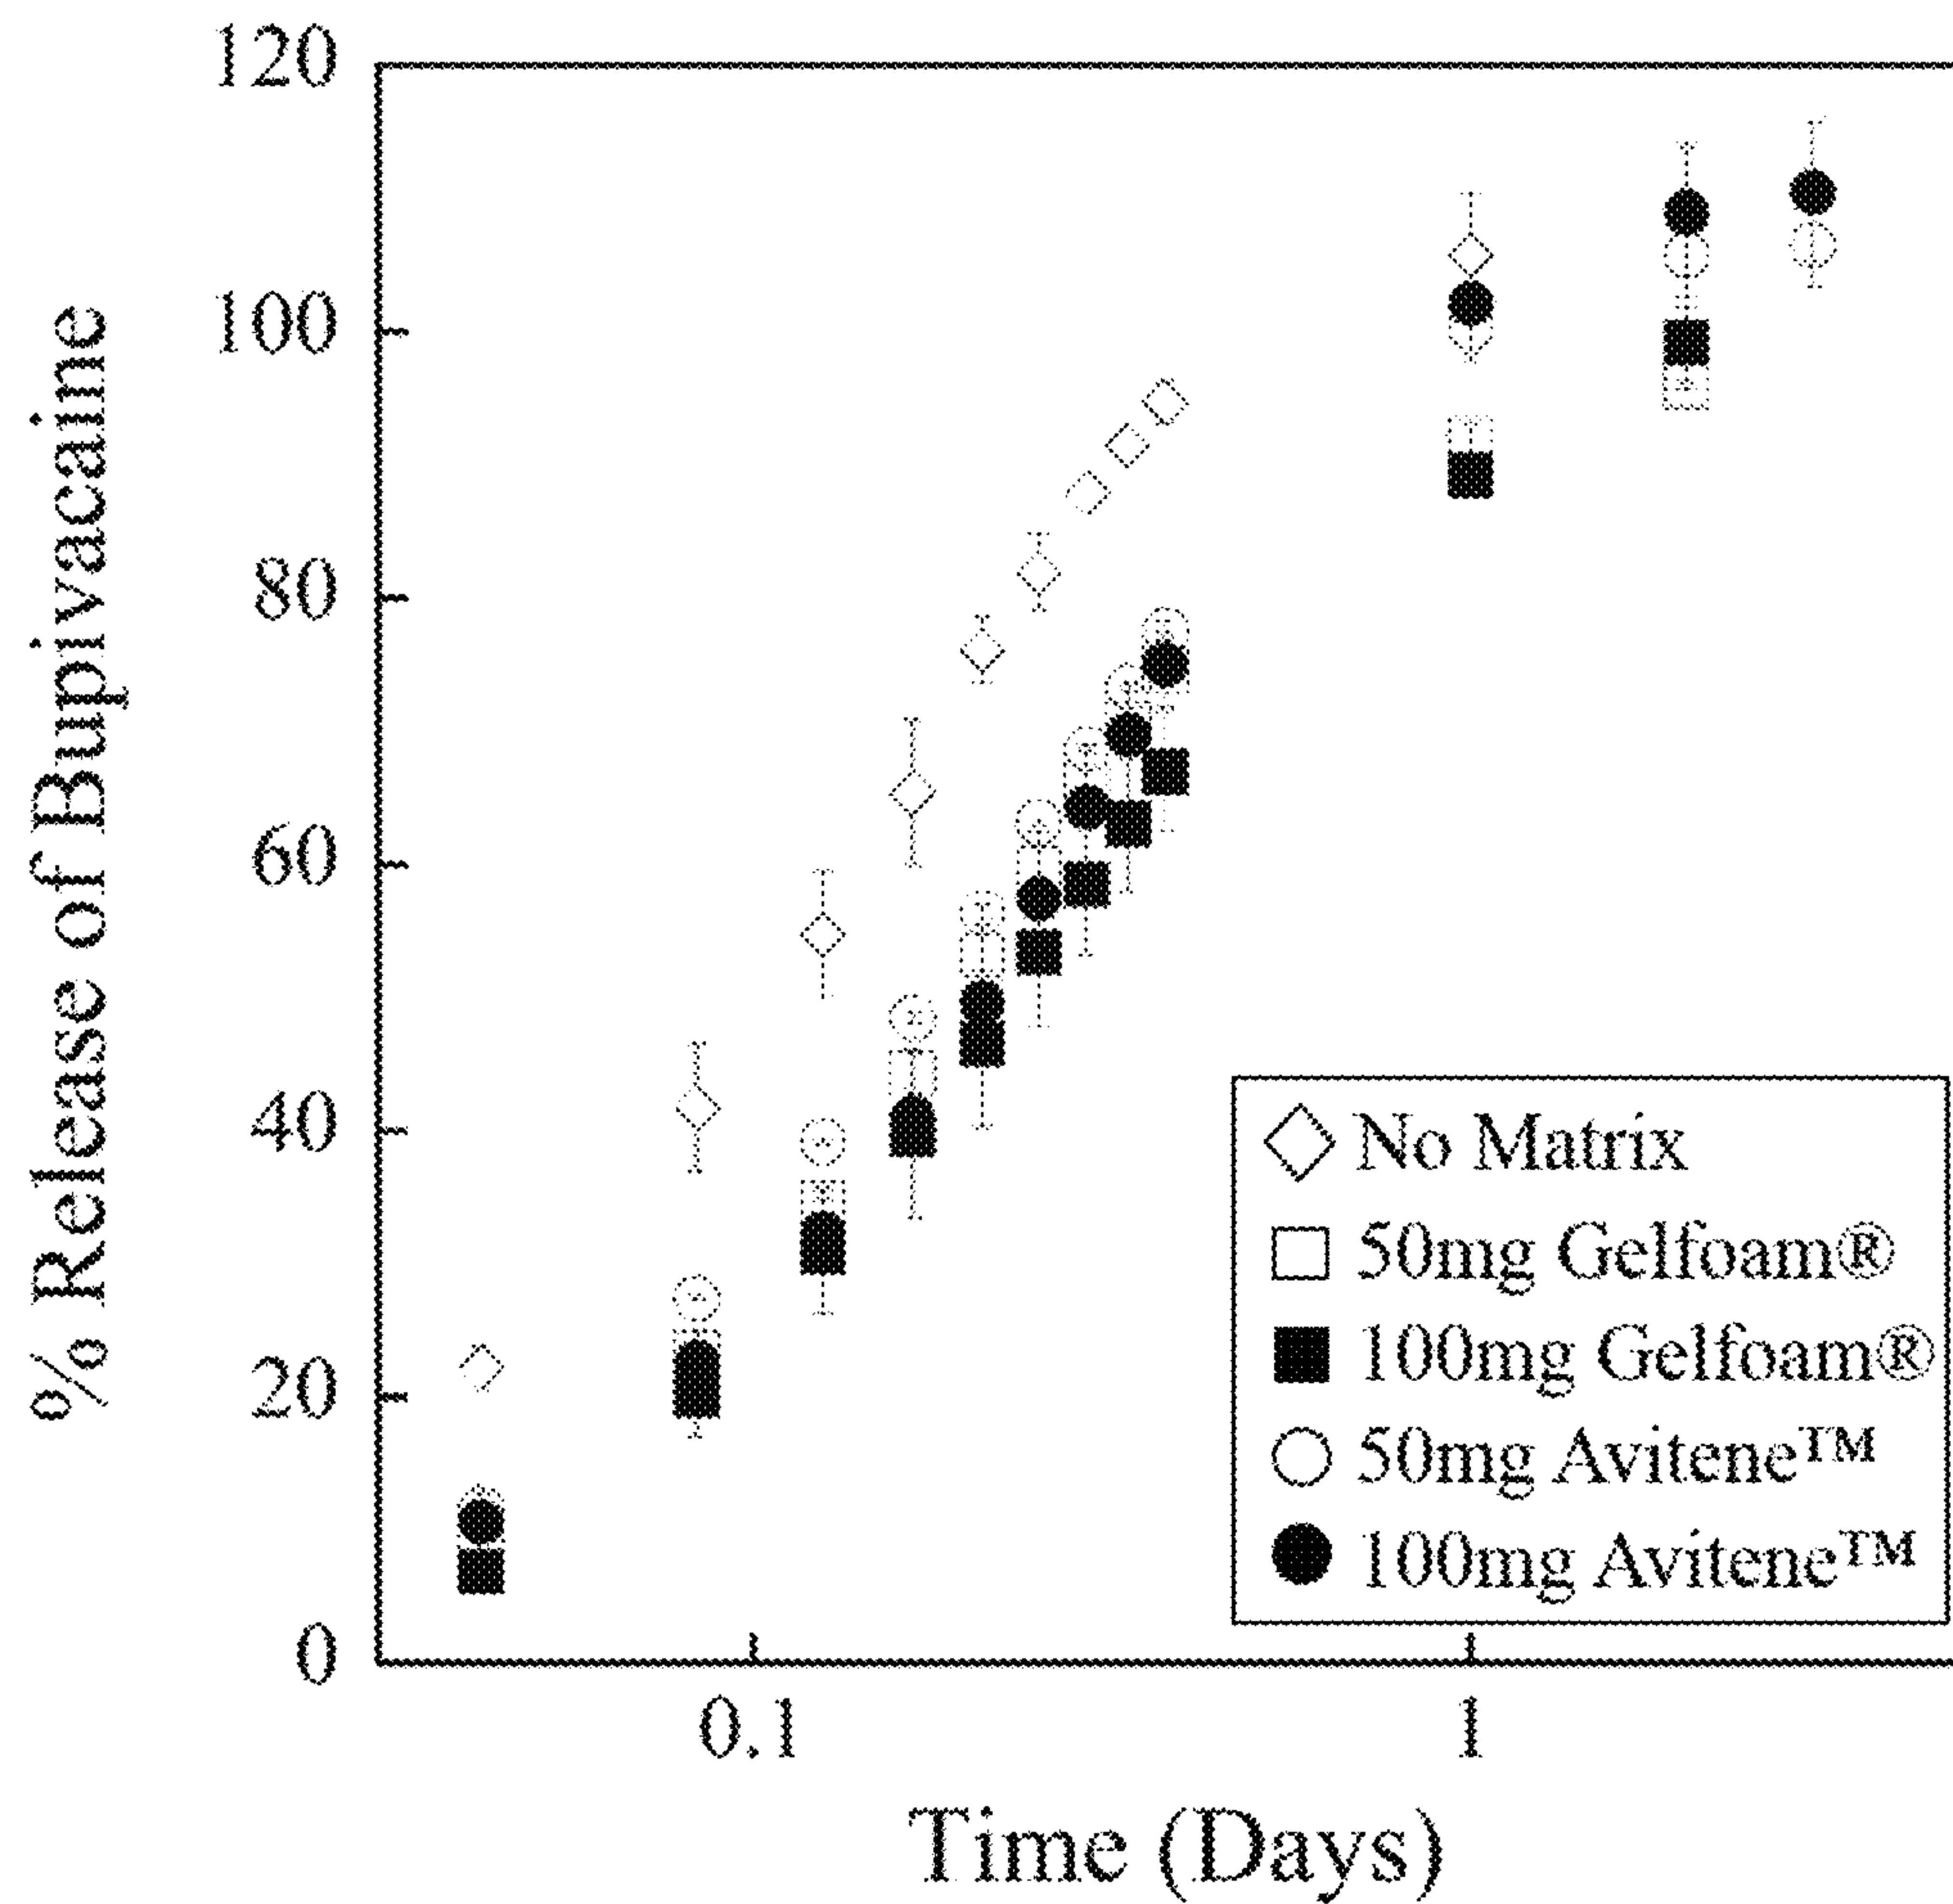 % Release of Bupivacaine
120
100
80
60
40
20
0
0.1
1
Time (Days)
No Matrix
50mg Gelfoam®
100mg Gelfoam®
50mg Avitene™
100mg Avitene™